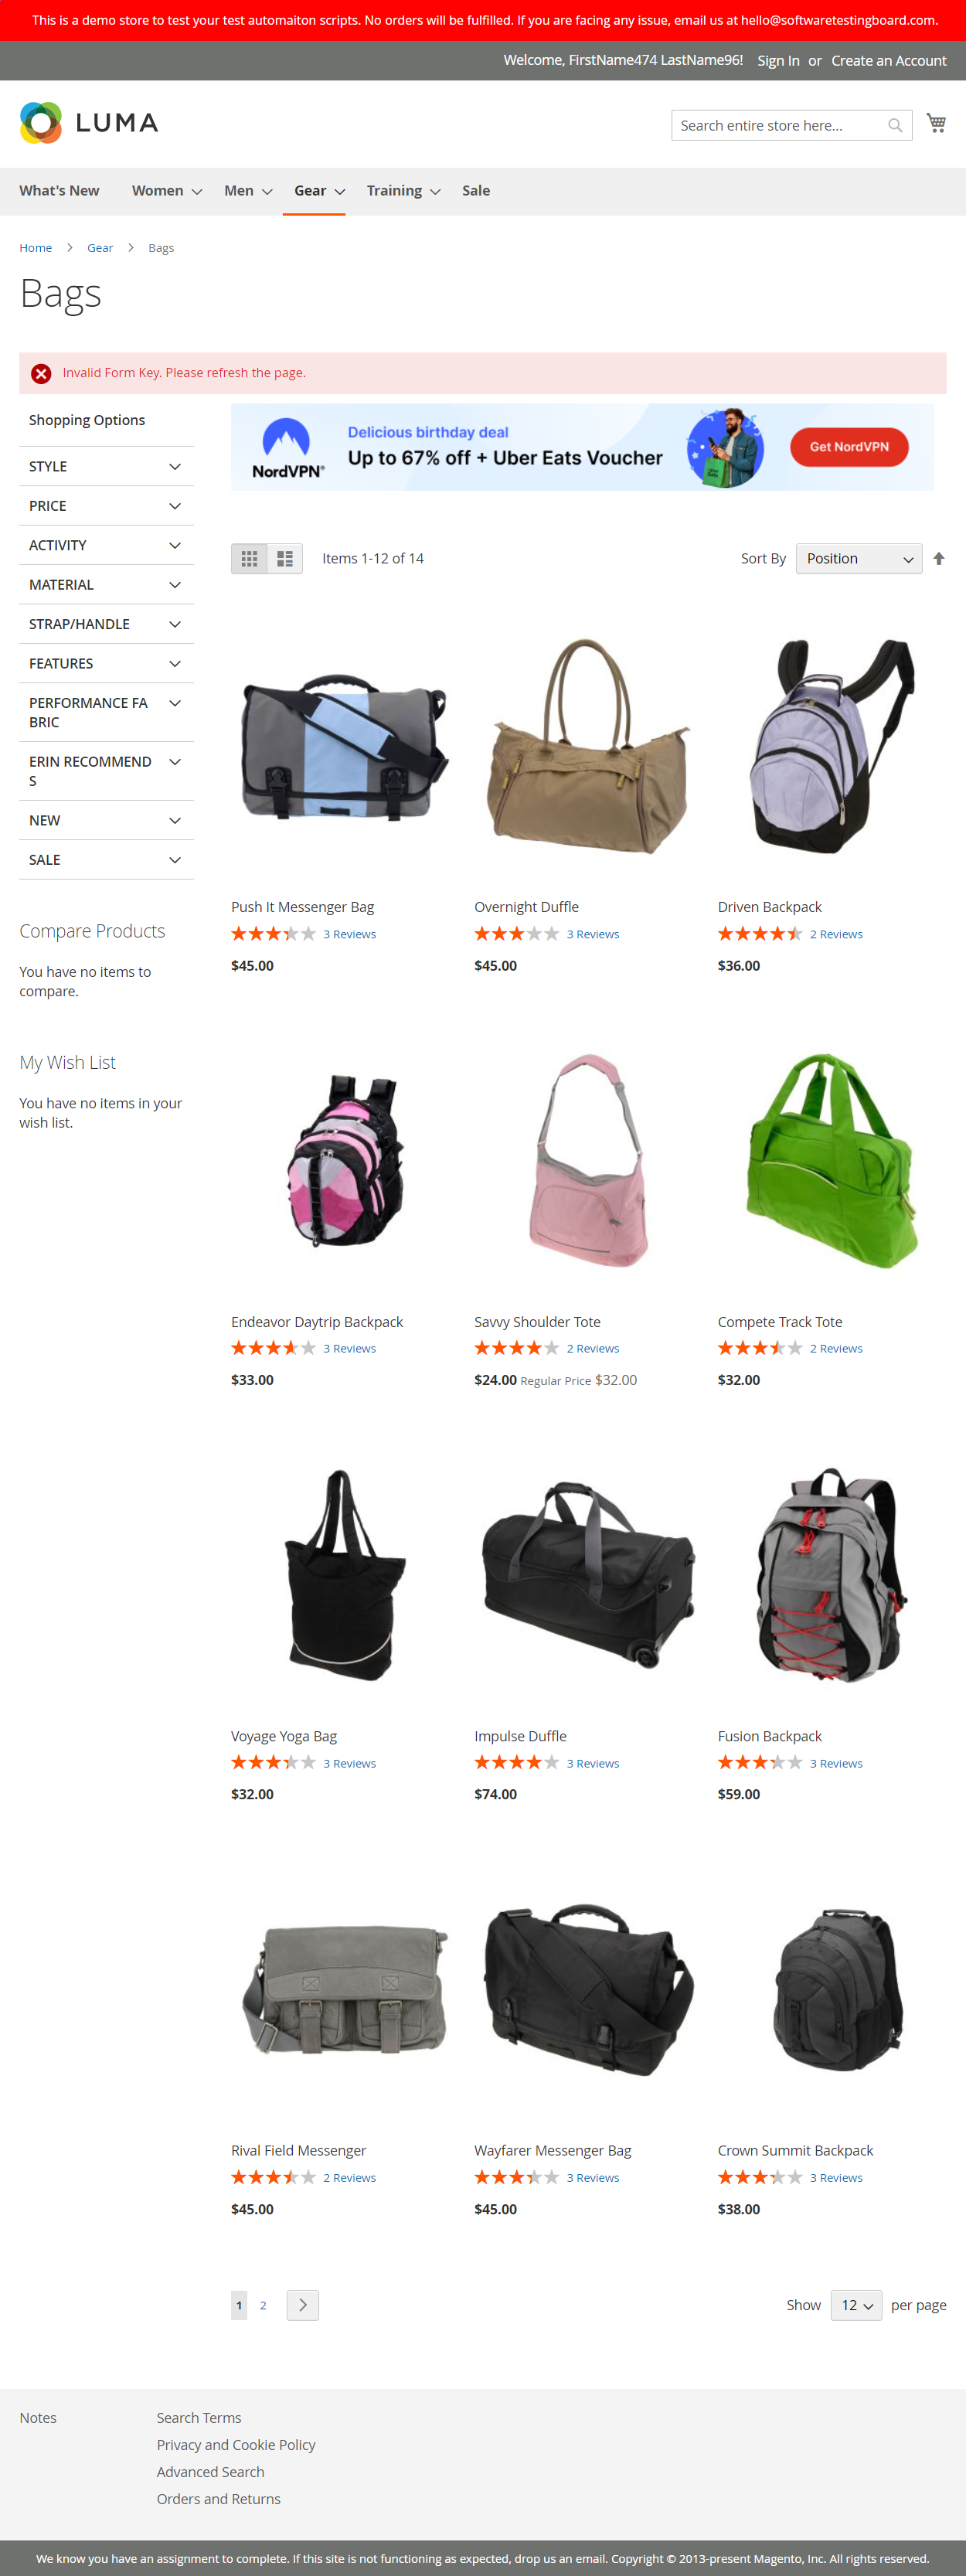 This is a demo store to test your test automaiton scripts. No orders will be fulfilled. If you are facing any issue, email us at hello@softwaretestingboard.com.
Welcome, FirstName474 LastName96! Sign In or Create an Account
LUMA
Search entire store here...
What's New Women Men Gear Training Sale
Home Gear Bags
Bags
Invalid Form Key. Please refresh the page.
Shopping Options
STYLE
PRICE
ACTIVITY
MATERIAL
STRAP/HANDLE
FEATURES
PERFORMANCE FA
BRIC
ERIN RECOMMEND
S
NEW
SALE
Compare Products
You have no items to
compare.
My Wish List
You have no items in your
wish list.
NordVPN®
Delicious birthday deal
Up to 67% off + Uber Eats Voucher
Get NordVPN
Items 1-12 of 14
Sort By Position
Push It Messenger Bag
3 Reviews
$45.00
Overnight Duffle
3 Reviews
$45.00
Driven Backpack
2 Reviews
$36.00
Endeavor Daytrip Backpack
3 Reviews
$33.00
Savvy Shoulder Tote
2 Reviews
$24.00 Regular Price $32.00
Compete Track Tote
2 Reviews
$32.00
Voyage Yoga Bag
3 Reviews
$32.00
Impulse Duffle
3 Reviews
$74.00
Fusion Backpack
3 Reviews
$59.00
Rival Field Messenger
2 Reviews
$45.00
Wayfarer Messenger Bag
3 Reviews
$45.00
Crown Summit Backpack
3 Reviews
$38.00
1 2
Show 12 per page
Notes
Search Terms
Privacy and Cookie Policy
Advanced Search
Orders and Returns
We know you have an assignment to complete. If this site is not functioning as expected, drop us an email. Copyright © 2013-present Magento, Inc. All rights reserved.